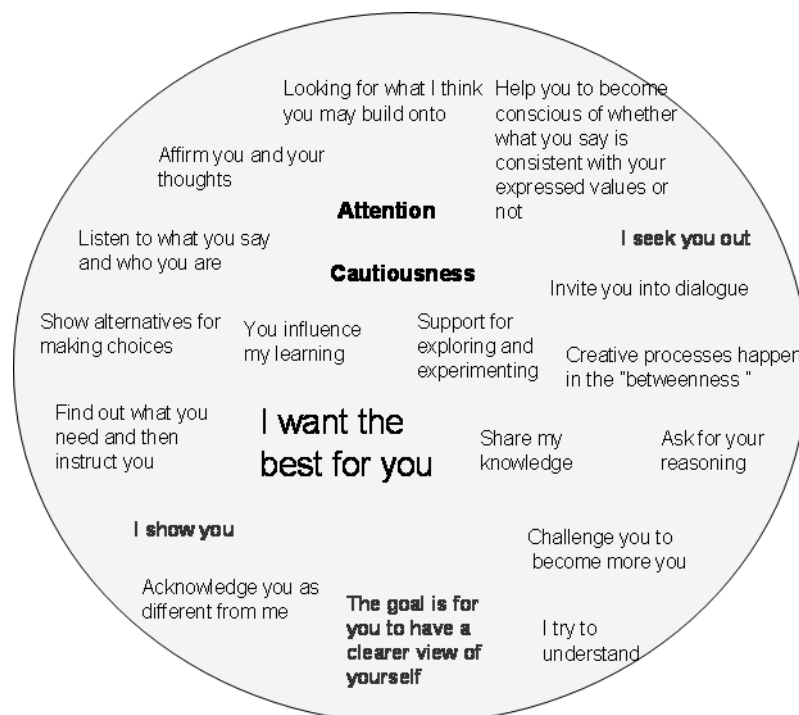 Looking for what I think
you may build onto
Help you to become
conscious of whether
what you say is
consistent with your
expressed values or
not
Affirm you and your
thoughts
Attention
Listen to what you say
and who you are
I seek you out
Cautiousness
Invite you into dialogue
Show alternatives for
making choices
You influence
my learning
Support for
exploring and
experimenting
Creative processes happen
in the "betweenness "
Find out what you
need and then
instruct you
I want the
best for you
Share my
knowledge
Ask for your
reasoning
I show you
Challenge you to
become more you
Acknowledge you as
different from me
The goal is for
you to have a
clearer view of
yourself
I try to
understand